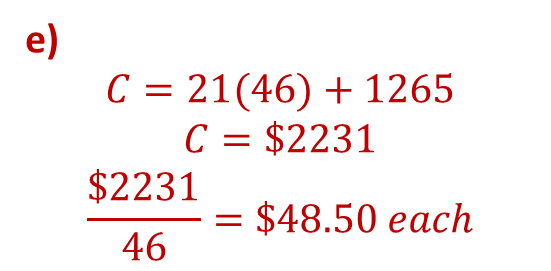 e)
C = 21(46) + 1265
C = $2231
$2231
46
= $48.50 each